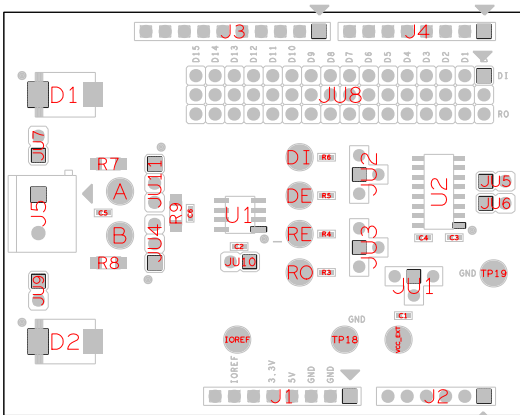 J3
J4
D15 D14 D13 D12 D11 D10 D9 D8 D7 D6 D5 D4 D3 D2 D1
DI
D1
JU8
RO
JU7
R7
JU11
DI
R6
JU2
J5
A
DE
R5
U2
JU5
C5
R9
C6
U1
JU6
B
JU4
RE
R4
JU3
C4
C3
C2
R8
JU10
RO
R3
GND
TP19
JU9
JU1
C1
GND
D2
IOREF
TP18
VCC_EXT
IOREF
3.3V
5V
GND
GND
J1
J2